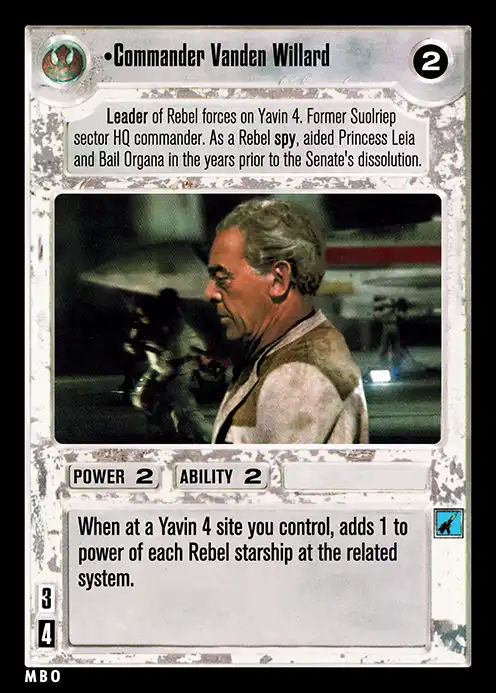 •Commander Vanden Willard
2
Leader of Rebel forces on Yavin 4. Former Suolriep
sector HQ commander. As a Rebel spy, aided Princess Leia
and Bail Organa in the years prior to the Senate's dissolution.
POWER 2 ABILITY 2
When at a Yavin 4 site you control, adds 1 to
power of each Rebel starship at the related
system.
3
4
MBO